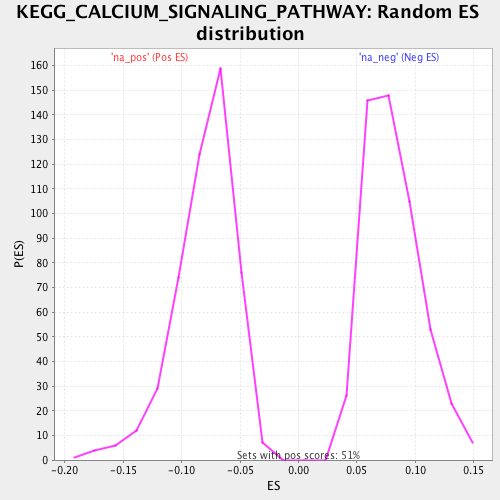 KEGG_CALCIUM_SIGNALING_PATHWAY: Random ES
distribution
'na_pos' (Pos ES) 'na_neg' (Neg ES)
160
150
140
130
120
110
100
90
80
70
60
50
40
30
20
10
0
P(ES)
Sets with pos scores: 51%
-0.20 -0.15 -0.10 -0.05 0.00 0.05 0.10 0.15
ES